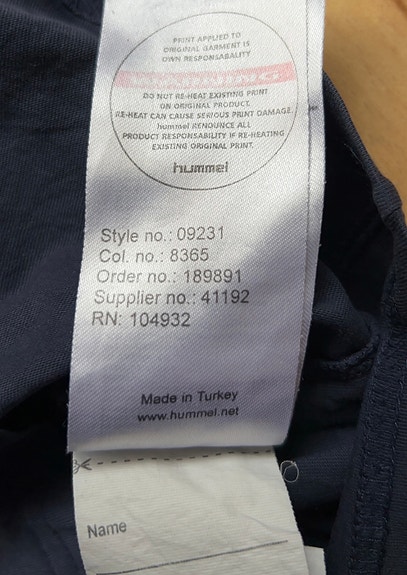 PRINT APPLIED TO
ORIGINAL GARMENT IS
OWN RESPONSABILITY
WARNING
DO NOT RE-HEAT EXISTING PRINT
ON ORIGINAL PRODUCT.
RE-HEAT CAN CAUSE SERIOUS PRINT DAMAGE.
hummel RENOUNCE ALL
PRODUCT RESPONSABILITY IF RE-HEATING
EXISTING ORIGINAL PRINT.
hummel
Style no.: 09231
Col. no.: 8365
Order no.: 189891
Supplier no.: 41192
RN: 104932
Made in Turkey
www.hummel.net
Name